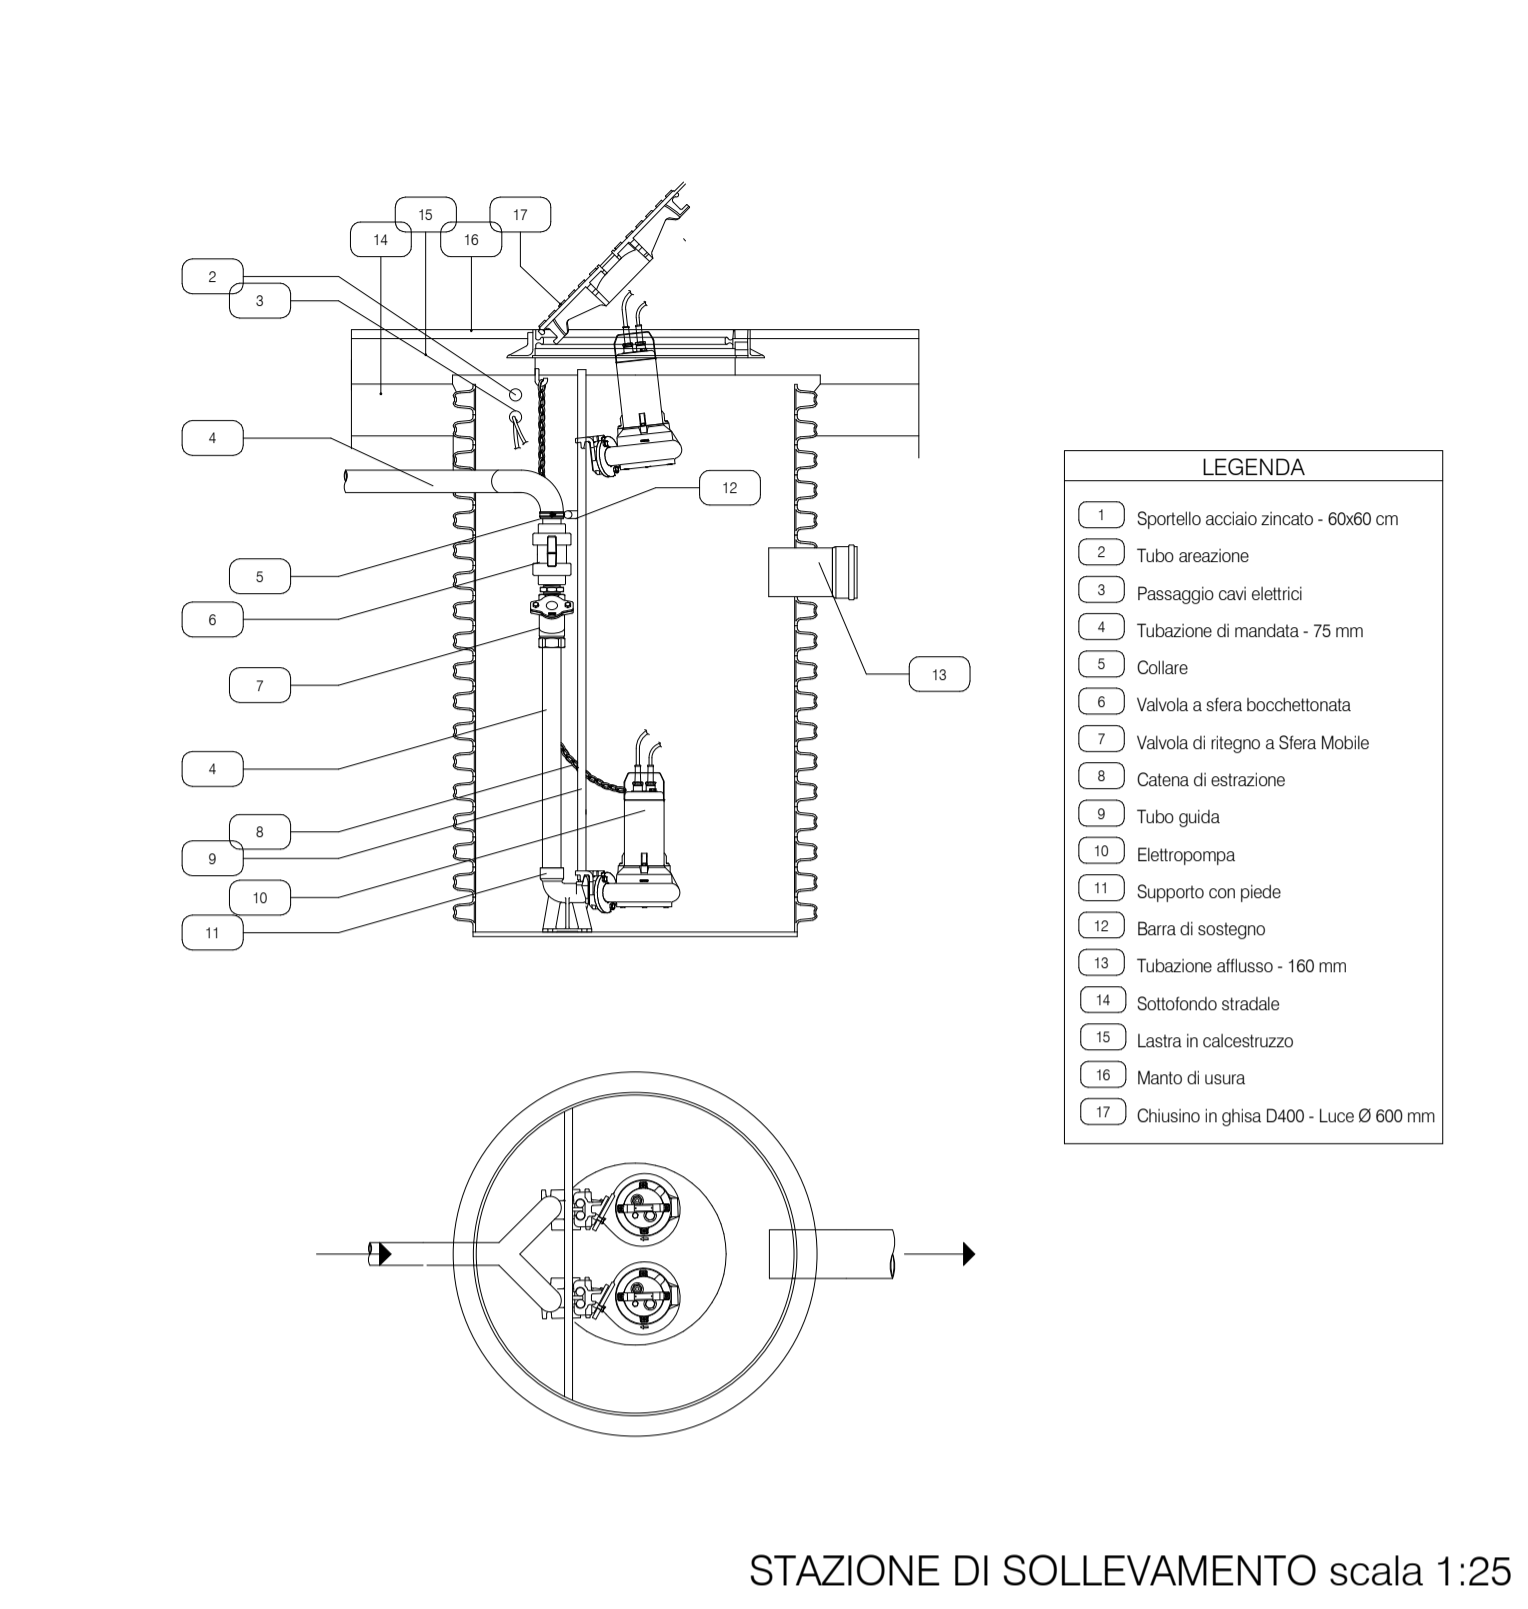 15
17
14
16
2
3
4
12
5
6
13
7
4
8
9
10
11
LEGENDA
1 Sportello acciaio zincato - 60x60 cm
2 Tubo areazione
3 Passaggio cavi elettrici
4 Tubazione di mandata - 75 mm
5 Collare
6 Valvola a sfera bocchettonata
7 Valvola di ritegno a Sfera Mobile
8 Catena di estrazione
9 Tubo guida
10 Elettropompa
11 Supporto con piede
12 Barra di sostegno
13 Tubazione afflusso - 160 mm
14 Sottofondo stradale
15 Lastra in calcestruzzo
16 Manto di usura
17 Chiusino in ghisa D400 - Luce Ø 600 mm
STAZIONE DI SOLLEVAMENTO scala 1:25